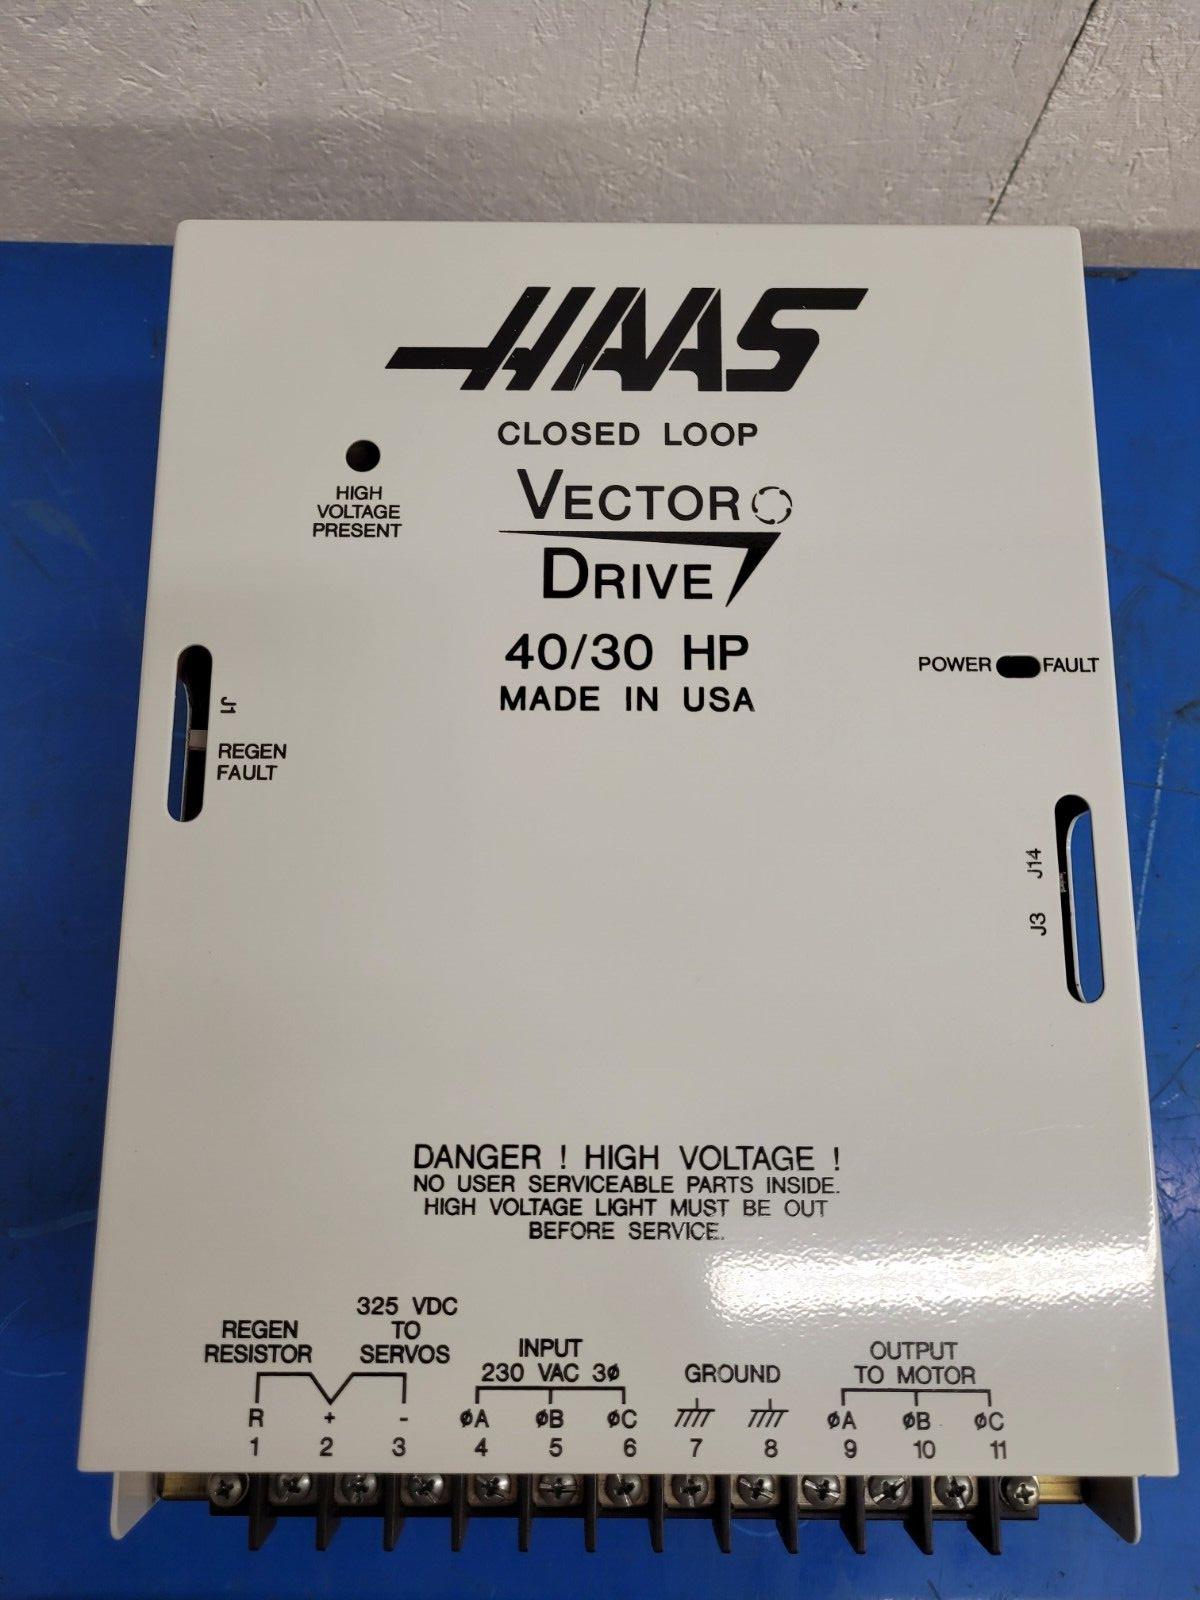 HAAS
CLOSED LOOP
VECTOR
DRIVE
40/30 HP
MADE IN USA
HIGH
VOLTAGE
PRESENT
POWER FAULT
J1
REGEN
FAULT
J14
J3
DANGER ! HIGH VOLTAGE !
NO USER SERVICEABLE PARTS INSIDE.
HIGH VOLTAGE LIGHT MUST BE OUT
BEFORE SERVICE.
REGEN
RESISTOR
325 VDC
TO
SERVOS
INPUT
230 VAC 3ø
GROUND
OUTPUT
TO MOTOR
R + - øA øB øC øA øB øC
1 2 3 4 5 6 7 8 9 10 11